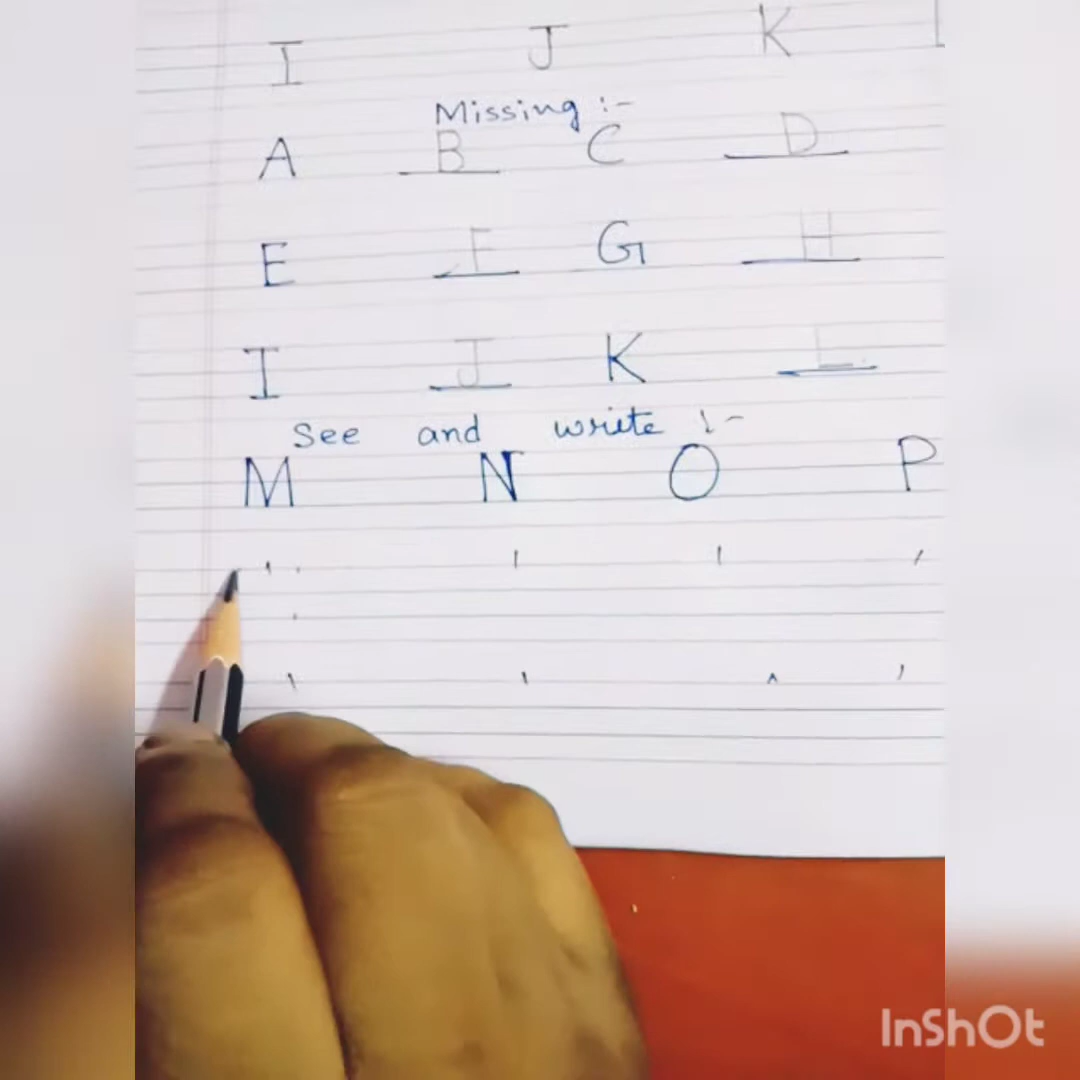 I J K L
Missing :-
A B C D
E F G H
I J K L
See and write :-
M N O P
InShOt